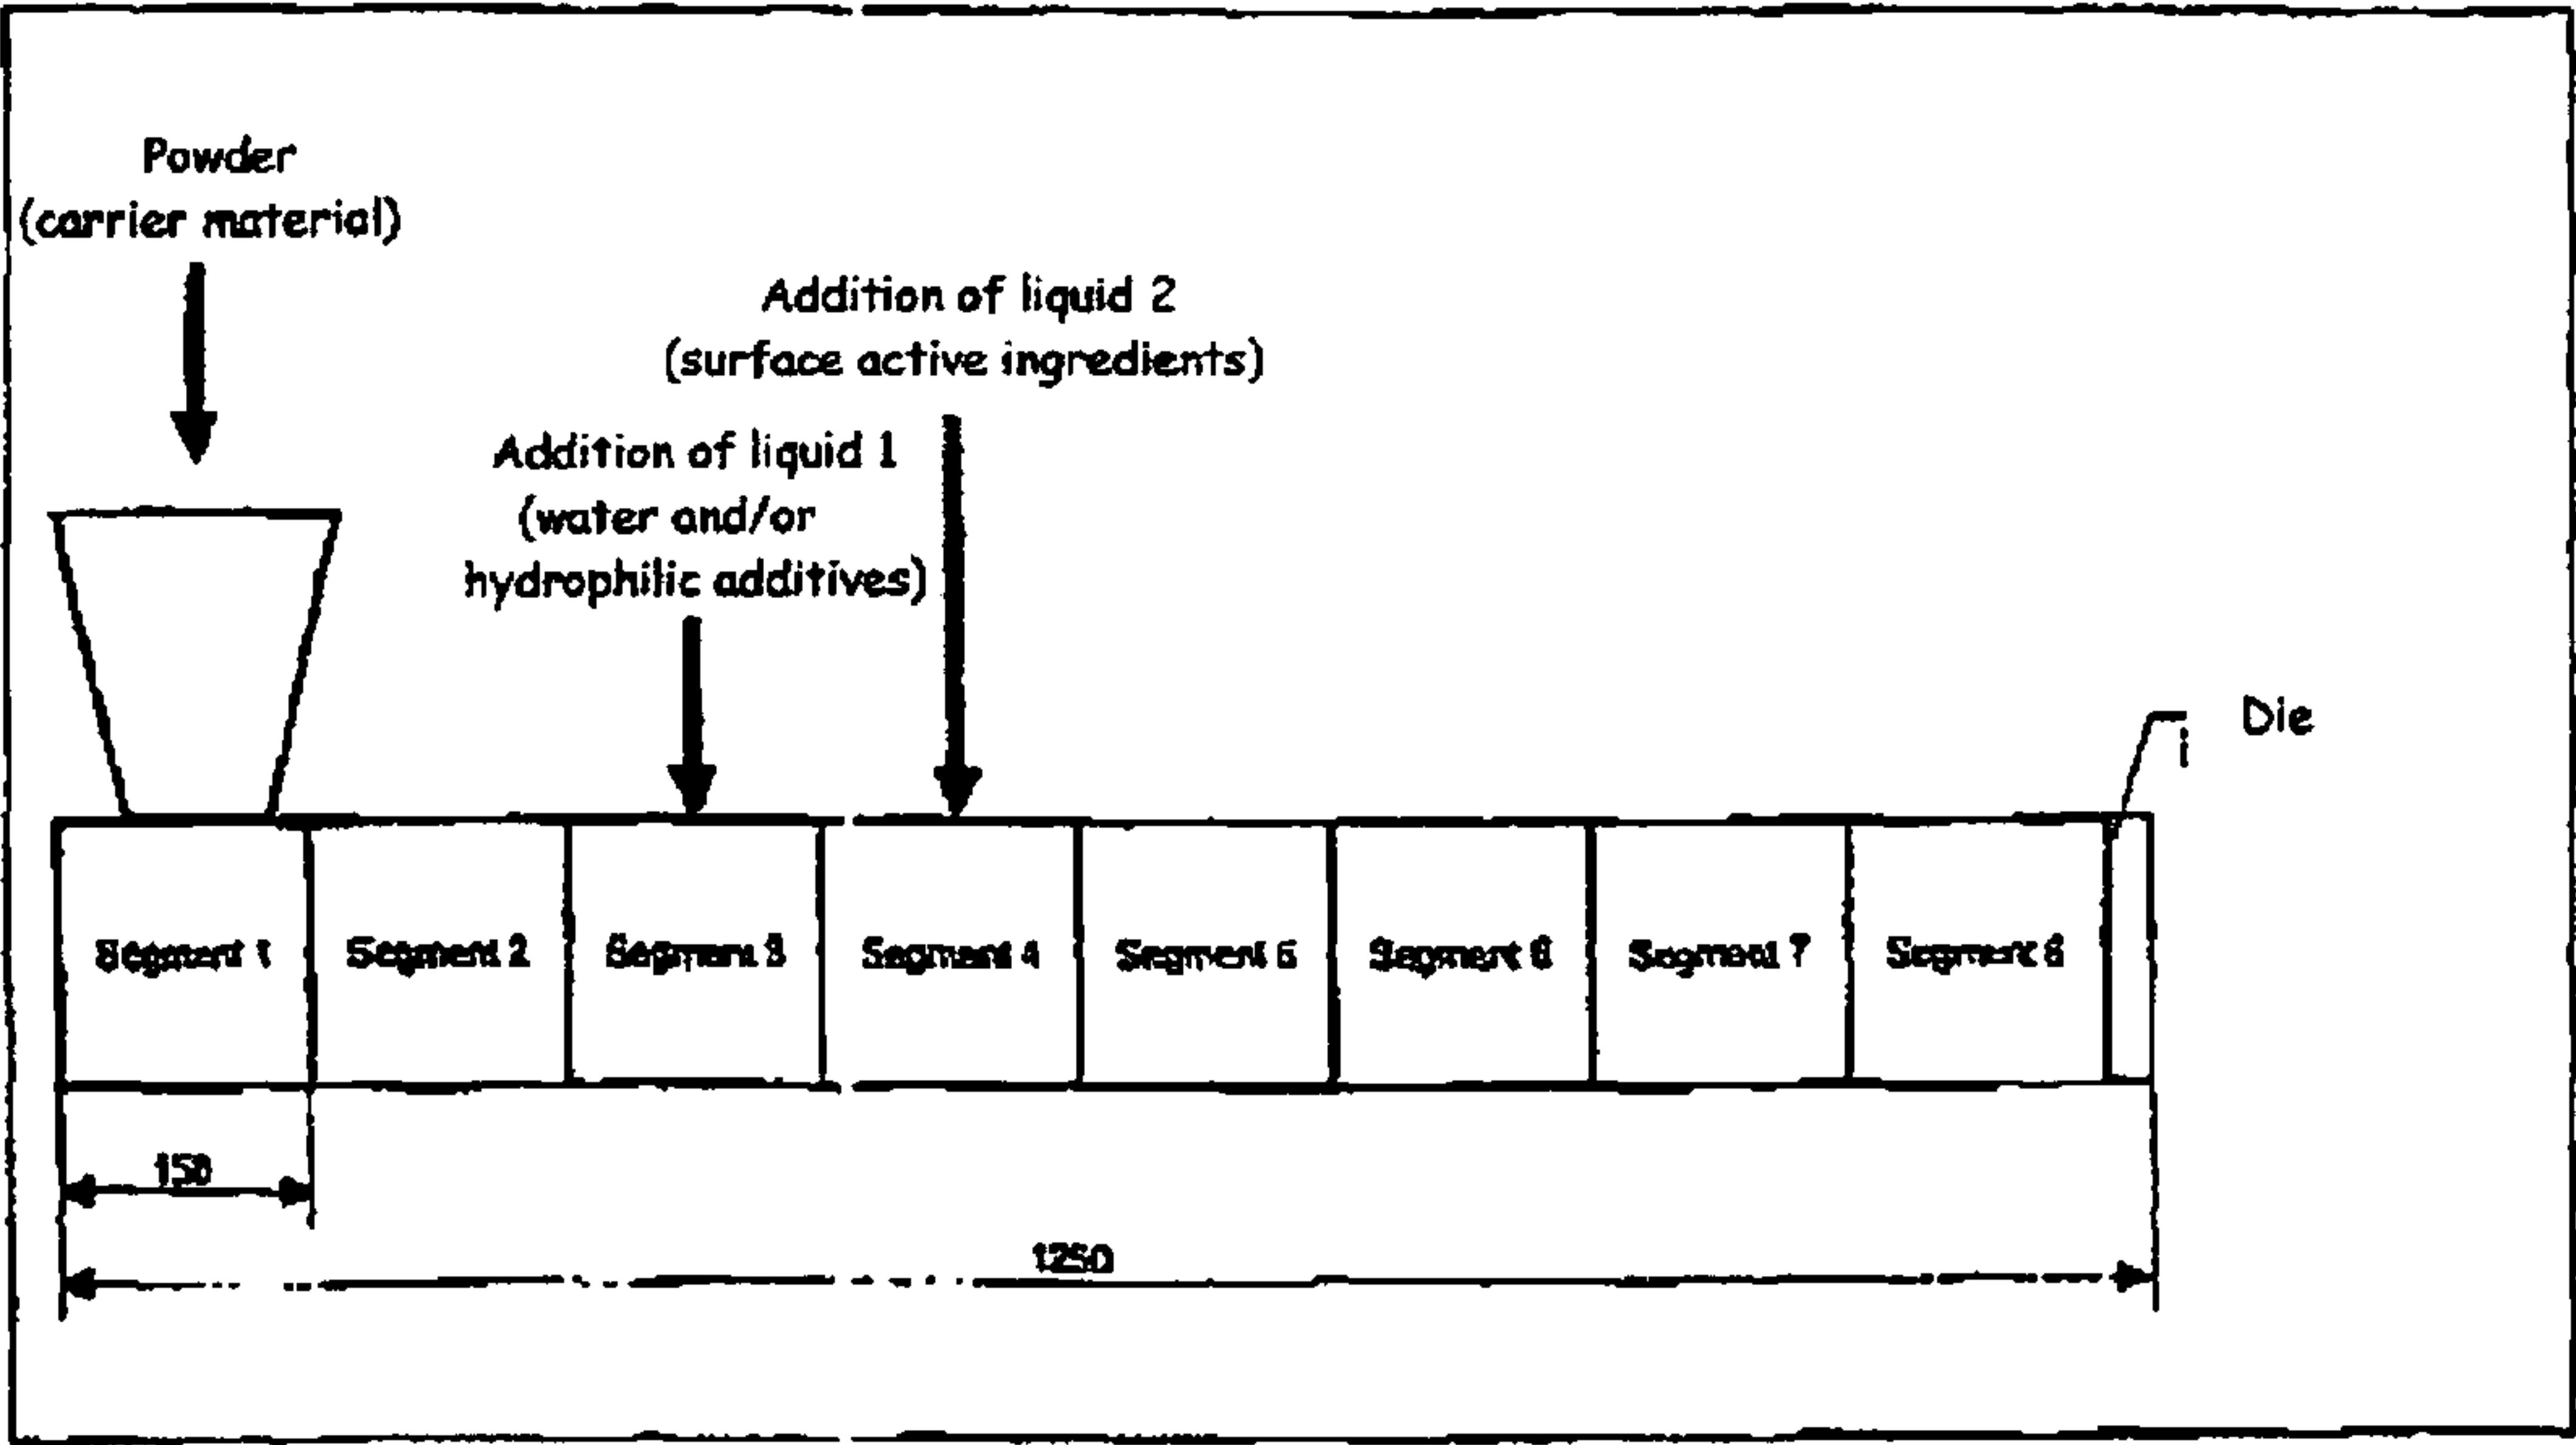 Powder
(carrier material)
Addition of liquid 2
(surface active ingredients)
Addition of liquid 1
(water and/or
hydrophilic additives)
Die
Segment 1
Segment 2
Segment 3
Segment 4
Segment 5
Segment 6
Segment 7
Segment 8
150
1250